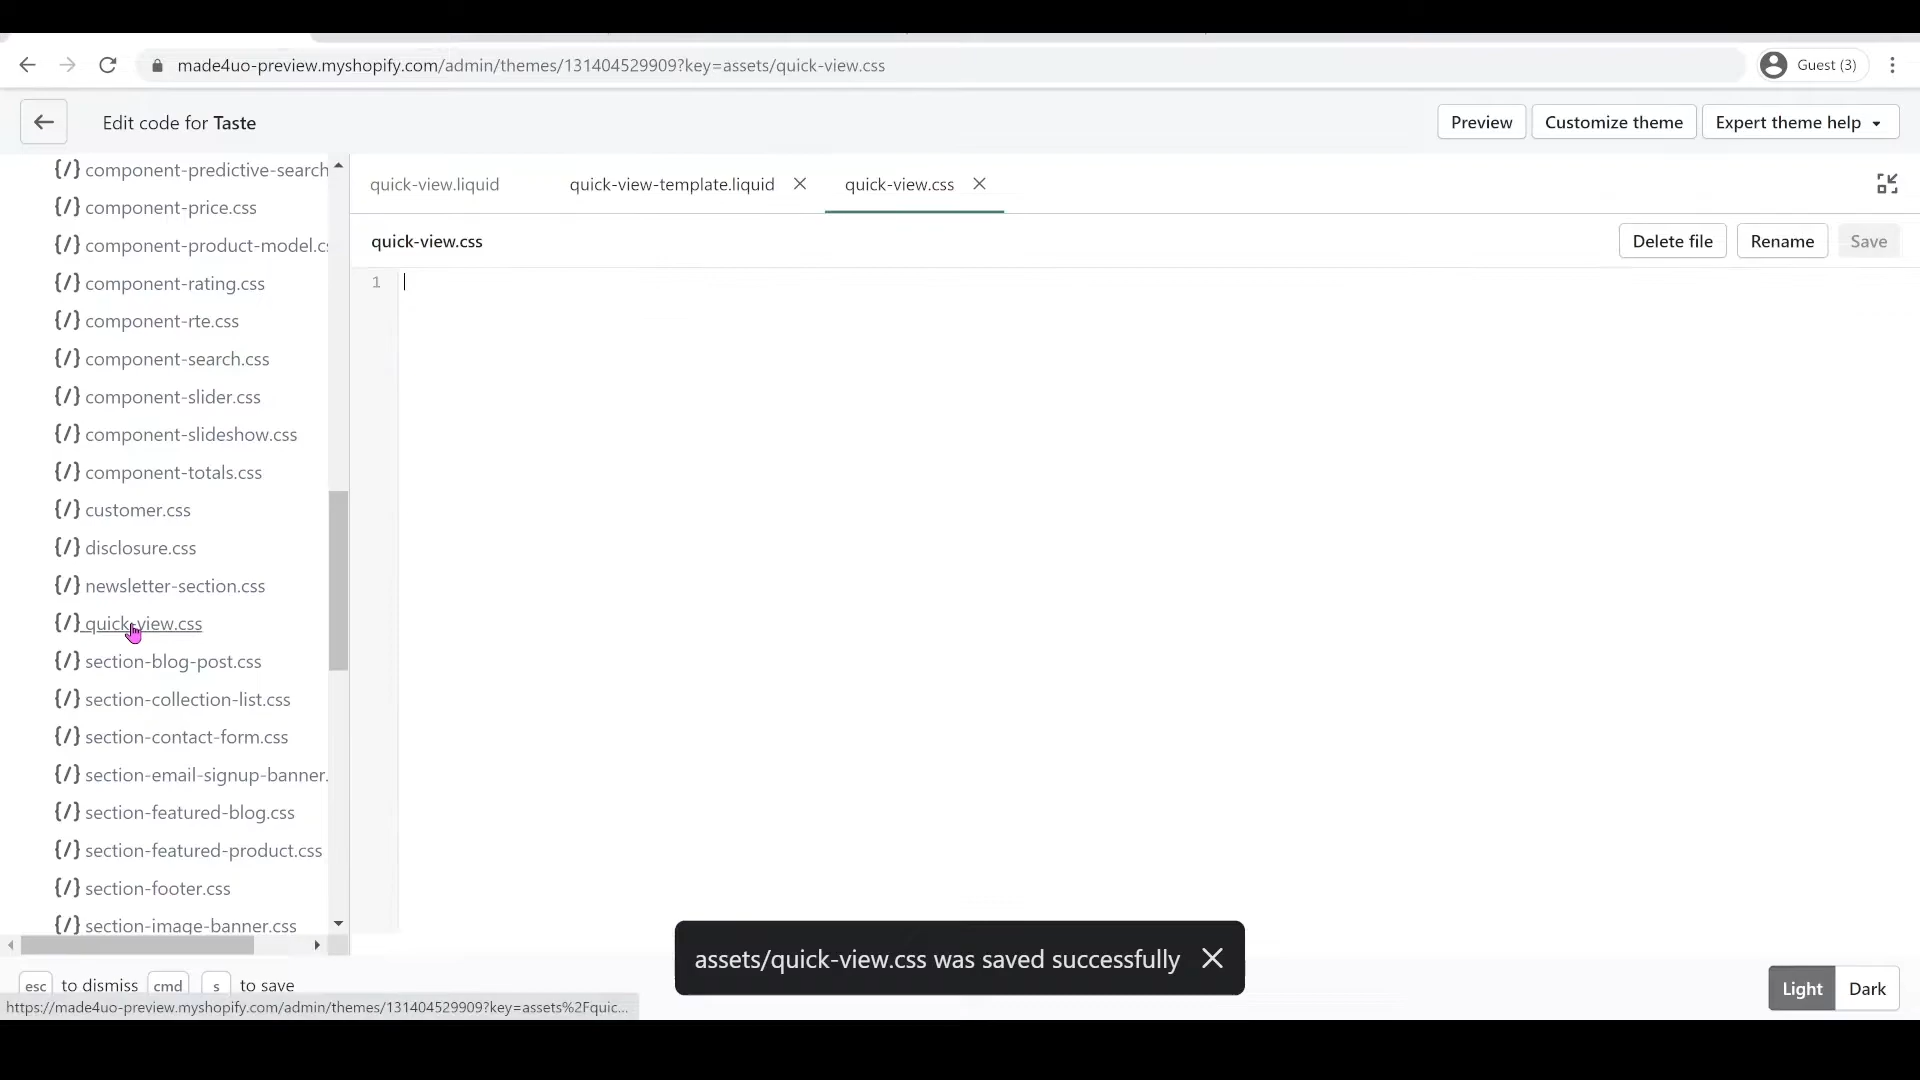 made4uo-preview.myshopify.com/admin/themes/131404529909?key=assets/quick-view.css
Guest (3)
Edit code for Taste
Preview
Customize theme
Expert theme help
{/} component-predictive-search
{/} component-price.css
{/} component-product-model.cs
{/} component-rating.css
{/} component-rte.css
{/} component-search.css
{/} component-slider.css
{/} component-slideshow.css
{/} component-totals.css
{/} customer.css
{/} disclosure.css
{/} newsletter-section.css
{/} quick-view.css
{/} section-blog-post.css
{/} section-collection-list.css
{/} section-contact-form.css
{/} section-email-signup-banner.
{/} section-featured-blog.css
{/} section-featured-product.css
{/} section-footer.css
{/} section-image-banner.css
quick-view.liquid
quick-view-template.liquid
quick-view.css
quick-view.css
Delete file
Rename
Save
1
assets/quick-view.css was saved successfully
esc to dismiss cmd s to save
https://made4uo-preview.myshopify.com/admin/themes/131404529909?key=assets%2Fquic...
Light
Dark